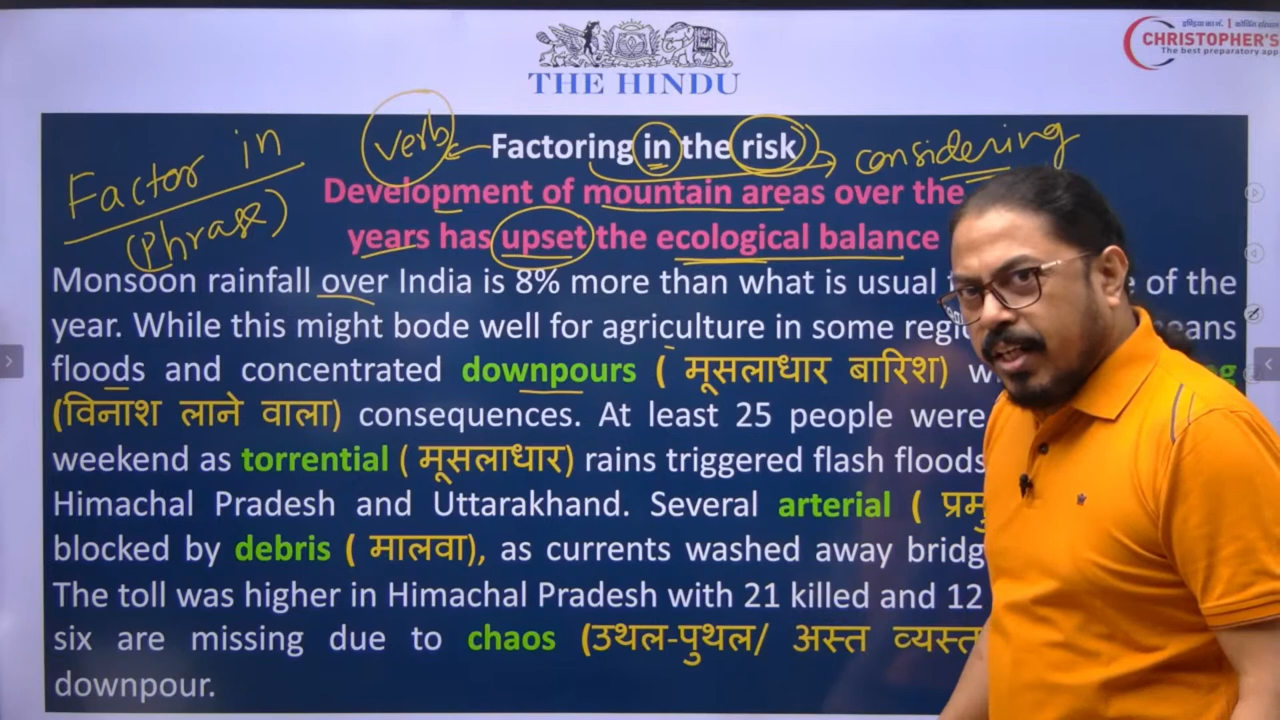 इण्डिया का नं. 1 कोचिंग संस्थान
CHRISTOPHER'S
The best preparatory app
THE HINDU
Factor in
(Phrase)
verb
Factoring in the risk
considering
Development of mountain areas over the
years has upset the ecological balance
Monsoon rainfall over India is 8% more than what is usual of the
year. While this might bode well for agriculture in some
floods and concentrated downpours ( मूसलाधार बारिश)
(विनाश लाने वाला) consequences. At least 25 people were
weekend as torrential ( मूसलाधार) rains triggered flash floods
Himachal Pradesh and Uttarakhand. Several arterial (
blocked by debris ( मालवा), as currents washed away
The toll was higher in Himachal Pradesh with 21 killed and 12
six are missing due to chaos (उथल-पुथल/ अस्त व्यस्त
downpour.